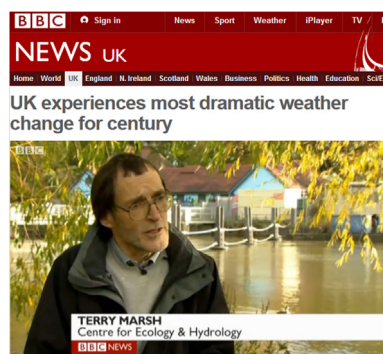 BBC Sign in News Sport Weather iPlayer TV
NEWS UK
Home World UK England N. Ireland Scotland Wales Business Politics Health Education Sci/E
UK experiences most dramatic weather
change for century
BBC
TERRY MARSH
Centre for Ecology & Hydrology
BBC NEWS